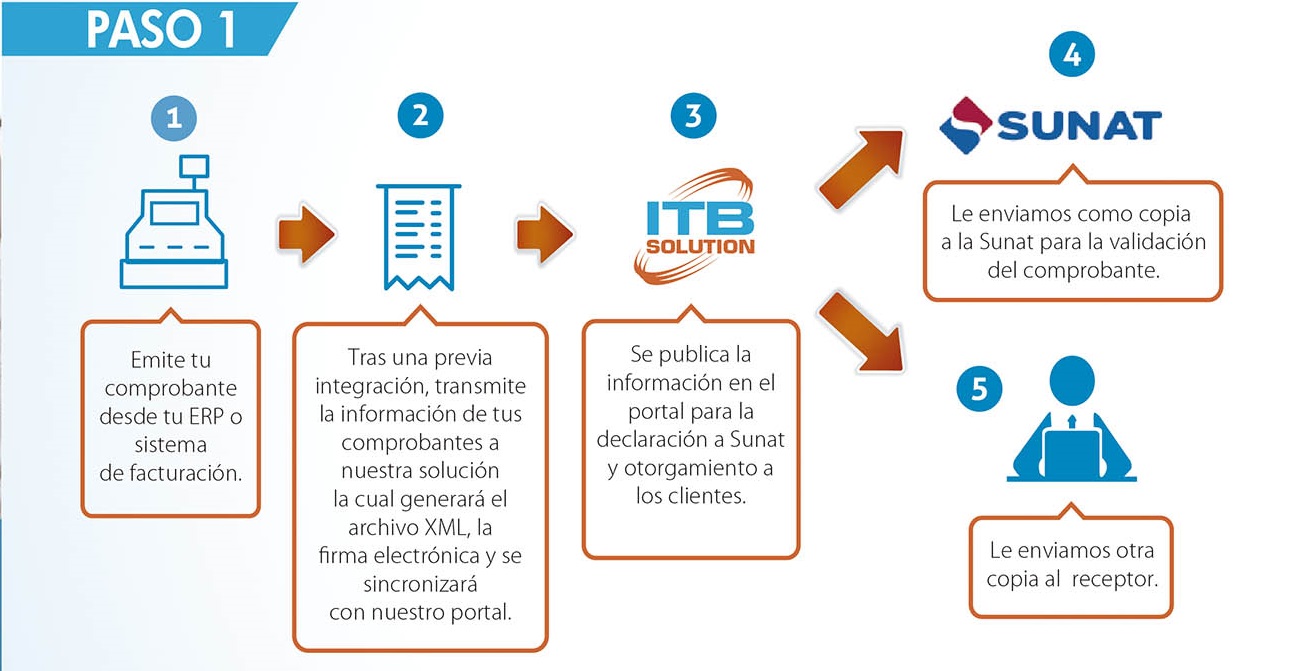 PASO 1
1
Emite tu
comprobante
desde tu ERP o
sistema
de facturación.
2
Tras una previa
integración, transmite
la información de tus
comprobantes a
nuestra solución
la cual generará el
archivo XML, la
firma electrónica y se
sincronizará
con nuestro portal.
3
ITB
SOLUTION
Se publica la
información en el
portal para la
declaración a Sunat
y otorgamiento a
los clientes.
4
SUNAT
Le enviamos como copia
a la Sunat para la validación
del comprobante.
5
Le enviamos otra
copia al receptor.